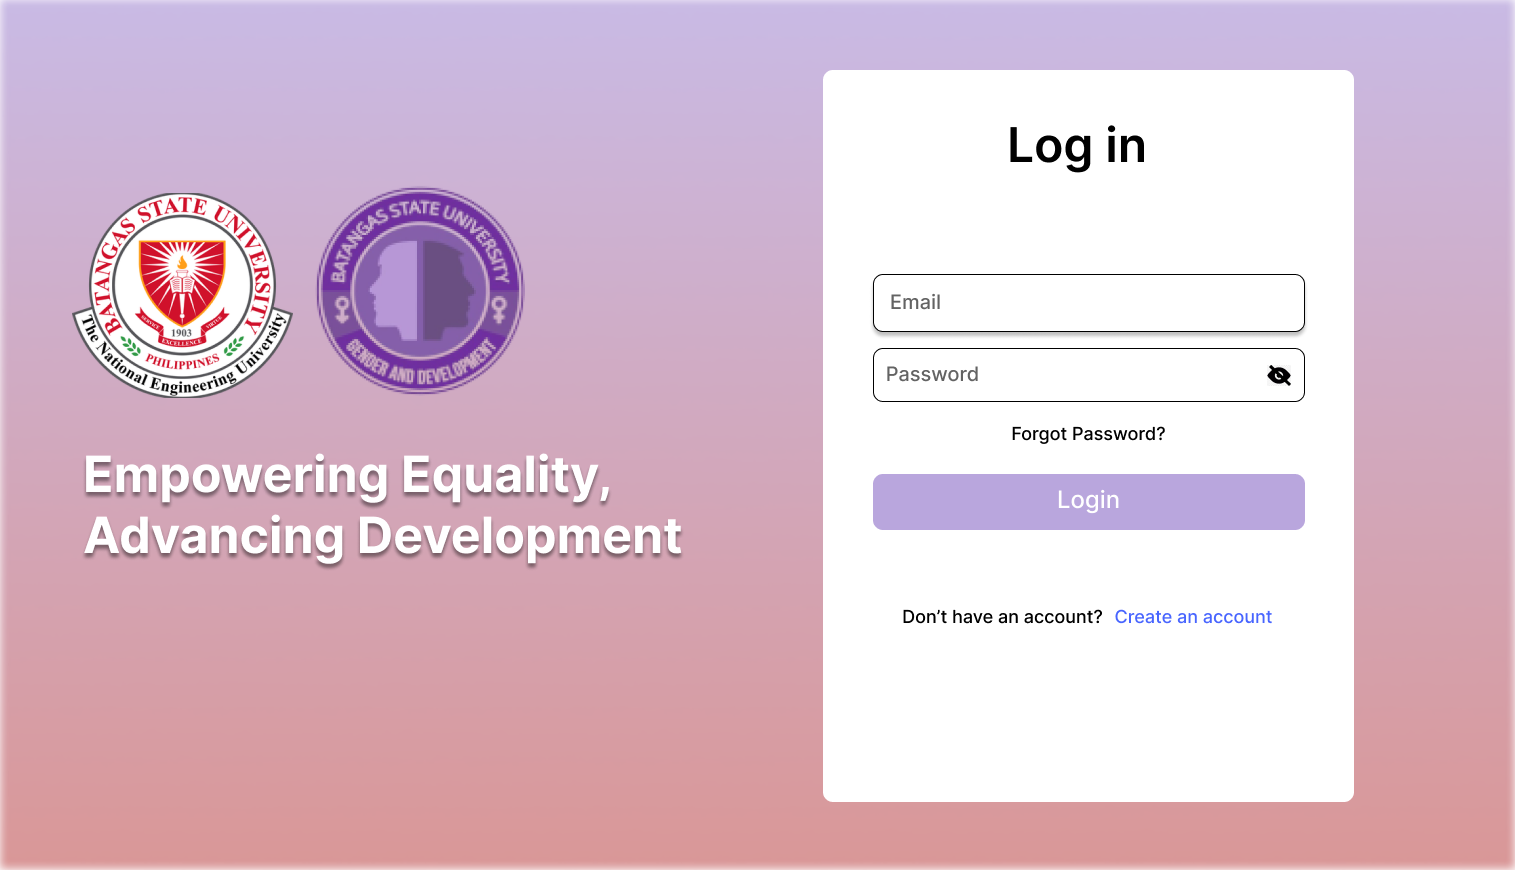 BATANGAS STATE UNIVERSITY
1903
EXCELLENCE
PHILIPPINES
The National Engineering University
BATANGAS STATE UNIVERSITY
GENDER AND DEVELOPMENT
Empowering Equality,
Advancing Development
Log in
Email
Password
Forgot Password?
Login
Don’t have an account? Create an account